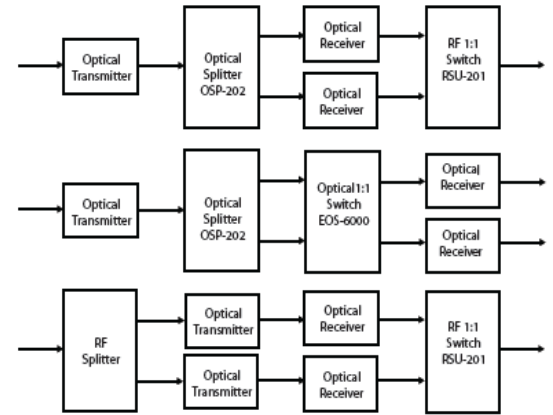 Optical
Transmitter
Optical
Splitter
OSP-202
Optical
Receiver
Optical
Receiver
RF 1:1
Switch
RSU-201
Optical
Transmitter
Optical
Splitter
OSP-202
Optical1:1
Switch
EOS-6000
Optical
Receiver
Optical
Receiver
RF
Splitter
Optical
Transmitter
Optical
Transmitter
Optical
Receiver
Optical
Receiver
RF 1:1
Switch
RSU-201